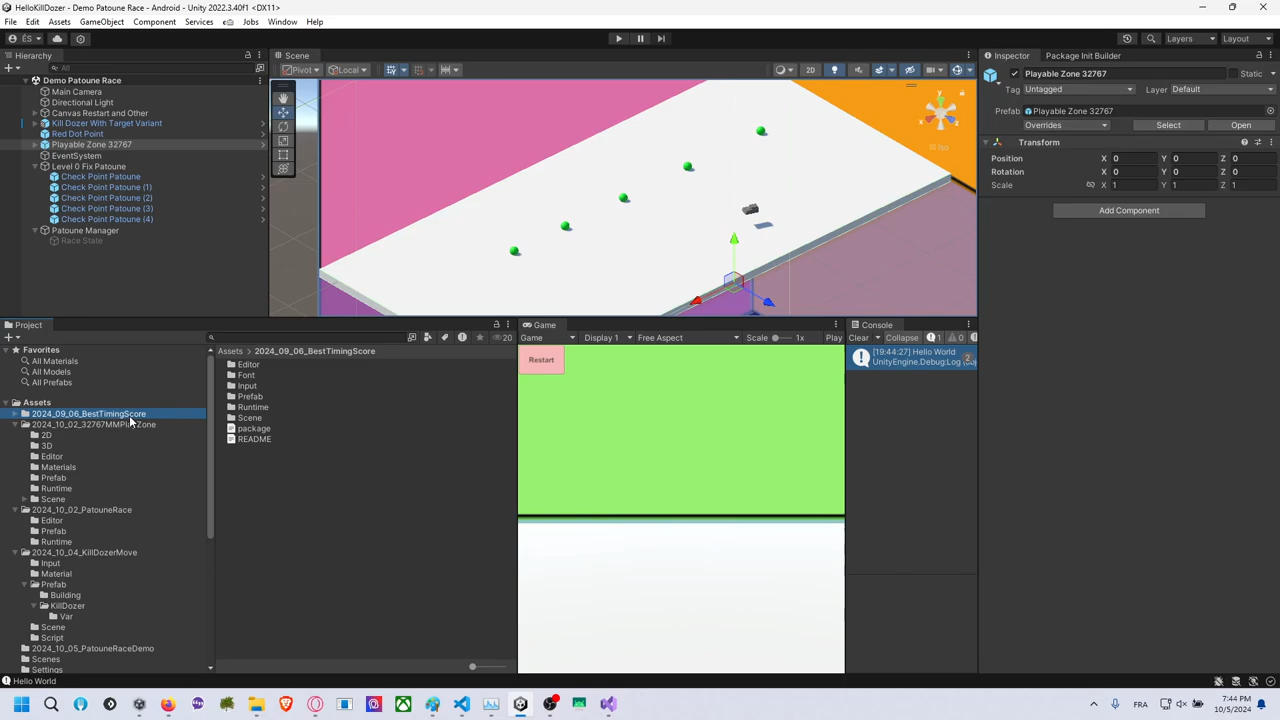 HelloKillDozer - Demo Patoune Race - Android - Unity 2022.3.40f1 <DX11>
File Edit Assets GameObject Component Services Jobs Window Help
ÉS Layers Layout
Hierarchy
All
Demo Patoune Race
Main Camera
Directional Light
Canvas Restart and Other
Kill Dozer With Target Variant
Red Dot Point
Playable Zone 32767
EventSystem
Level 0 Fix Patoune
Check Point Patoune
Check Point Patoune (1)
Check Point Patoune (2)
Check Point Patoune (3)
Check Point Patoune (4)
Patoune Manager
Race State
Scene
Pivot Local 2D
y
x
z
Iso
Inspector Package Init Builder
Playable Zone 32767 Static
Tag Untagged Layer Default
Prefab Playable Zone 32767
Overrides Select Open
Transform
Position X 0 Y 0 Z 0
Rotation X 0 Y 0 Z 0
Scale X 1 Y 1 Z 1
Add Component
Project
20
Favorites
All Materials
All Models
All Prefabs
Assets
2024_09_06_BestTimingScore
2D
3D
Editor
Materials
Prefab
Runtime
Scene
2024_10_02_PatouneRace
Editor
Prefab
Runtime
2024_10_04_KillDozerMove
Input
Material
Prefab
Building
KillDozer
Var
Scene
Script
2024_10_05_PatouneRaceDemo
Scenes
Settings
Assets > 2024_09_06_BestTimingScore
Editor
Font
Input
Prefab
Runtime
Scene
package
README
Game
Game Display 1 Free Aspect Scale 1x Play
Restart
Console
Clear Collapse 1 0
[19:44:27] Hello World
UnityEngine.Debug:Log
2
Hello World
FRA
7:44 PM
10/5/2024